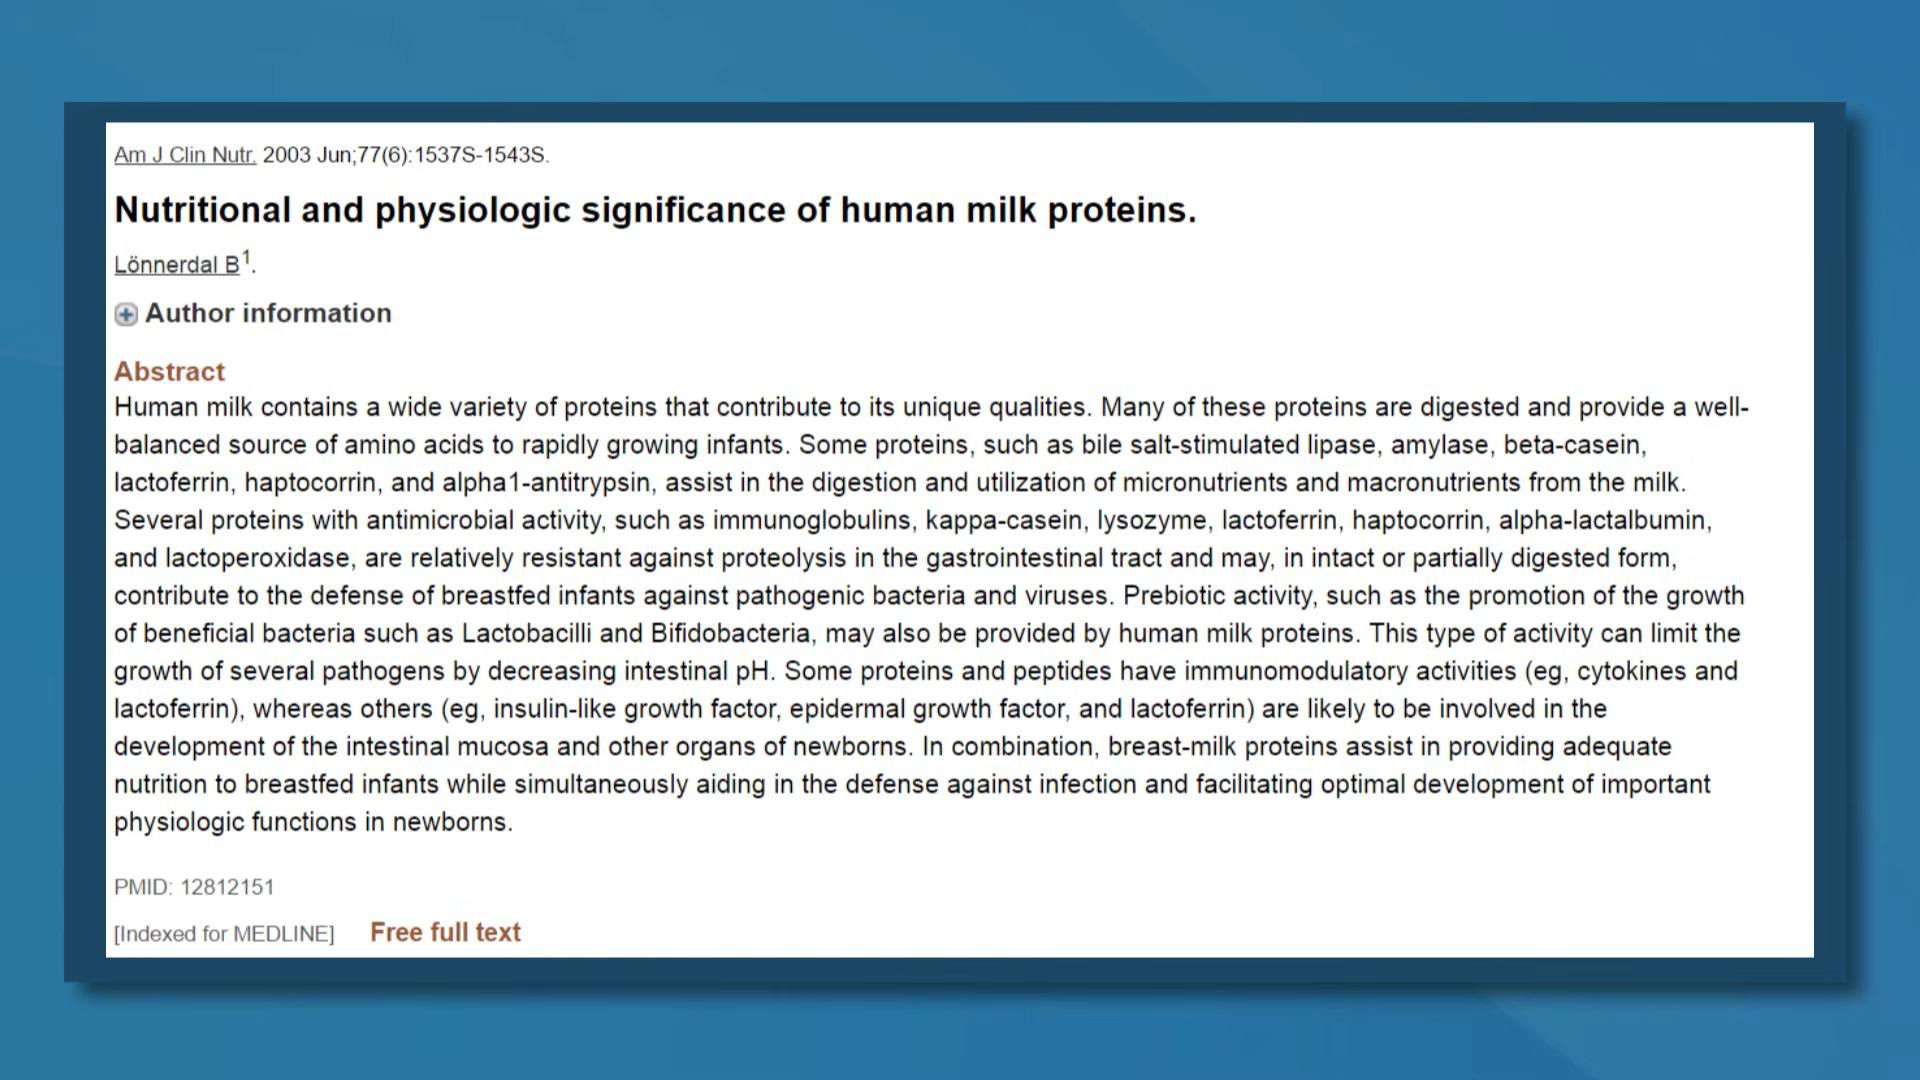 Am J Clin Nutr. 2003 Jun;77(6):1537S-1543S.
Nutritional and physiologic significance of human milk proteins.
Lönnerdal B1.
Author information
Abstract
Human milk contains a wide variety of proteins that contribute to its unique qualities. Many of these proteins are digested and provide a well-
balanced source of amino acids to rapidly growing infants. Some proteins, such as bile salt-stimulated lipase, amylase, beta-casein,
lactoferrin, haptocorrin, and alpha1-antitrypsin, assist in the digestion and utilization of micronutrients and macronutrients from the milk.
Several proteins with antimicrobial activity, such as immunoglobulins, kappa-casein, lysozyme, lactoferrin, haptocorrin, alpha-lactalbumin,
and lactoperoxidase, are relatively resistant against proteolysis in the gastrointestinal tract and may, in intact or partially digested form,
contribute to the defense of breastfed infants against pathogenic bacteria and viruses. Prebiotic activity, such as the promotion of the growth
of beneficial bacteria such as Lactobacilli and Bifidobacteria, may also be provided by human milk proteins. This type of activity can limit the
growth of several pathogens by decreasing intestinal pH. Some proteins and peptides have immunomodulatory activities (eg, cytokines and
lactoferrin), whereas others (eg, insulin-like growth factor, epidermal growth factor, and lactoferrin) are likely to be involved in the
development of the intestinal mucosa and other organs of newborns. In combination, breast-milk proteins assist in providing adequate
nutrition to breastfed infants while simultaneously aiding in the defense against infection and facilitating optimal development of important
physiologic functions in newborns.
PMID: 12812151
[Indexed for MEDLINE] Free full text